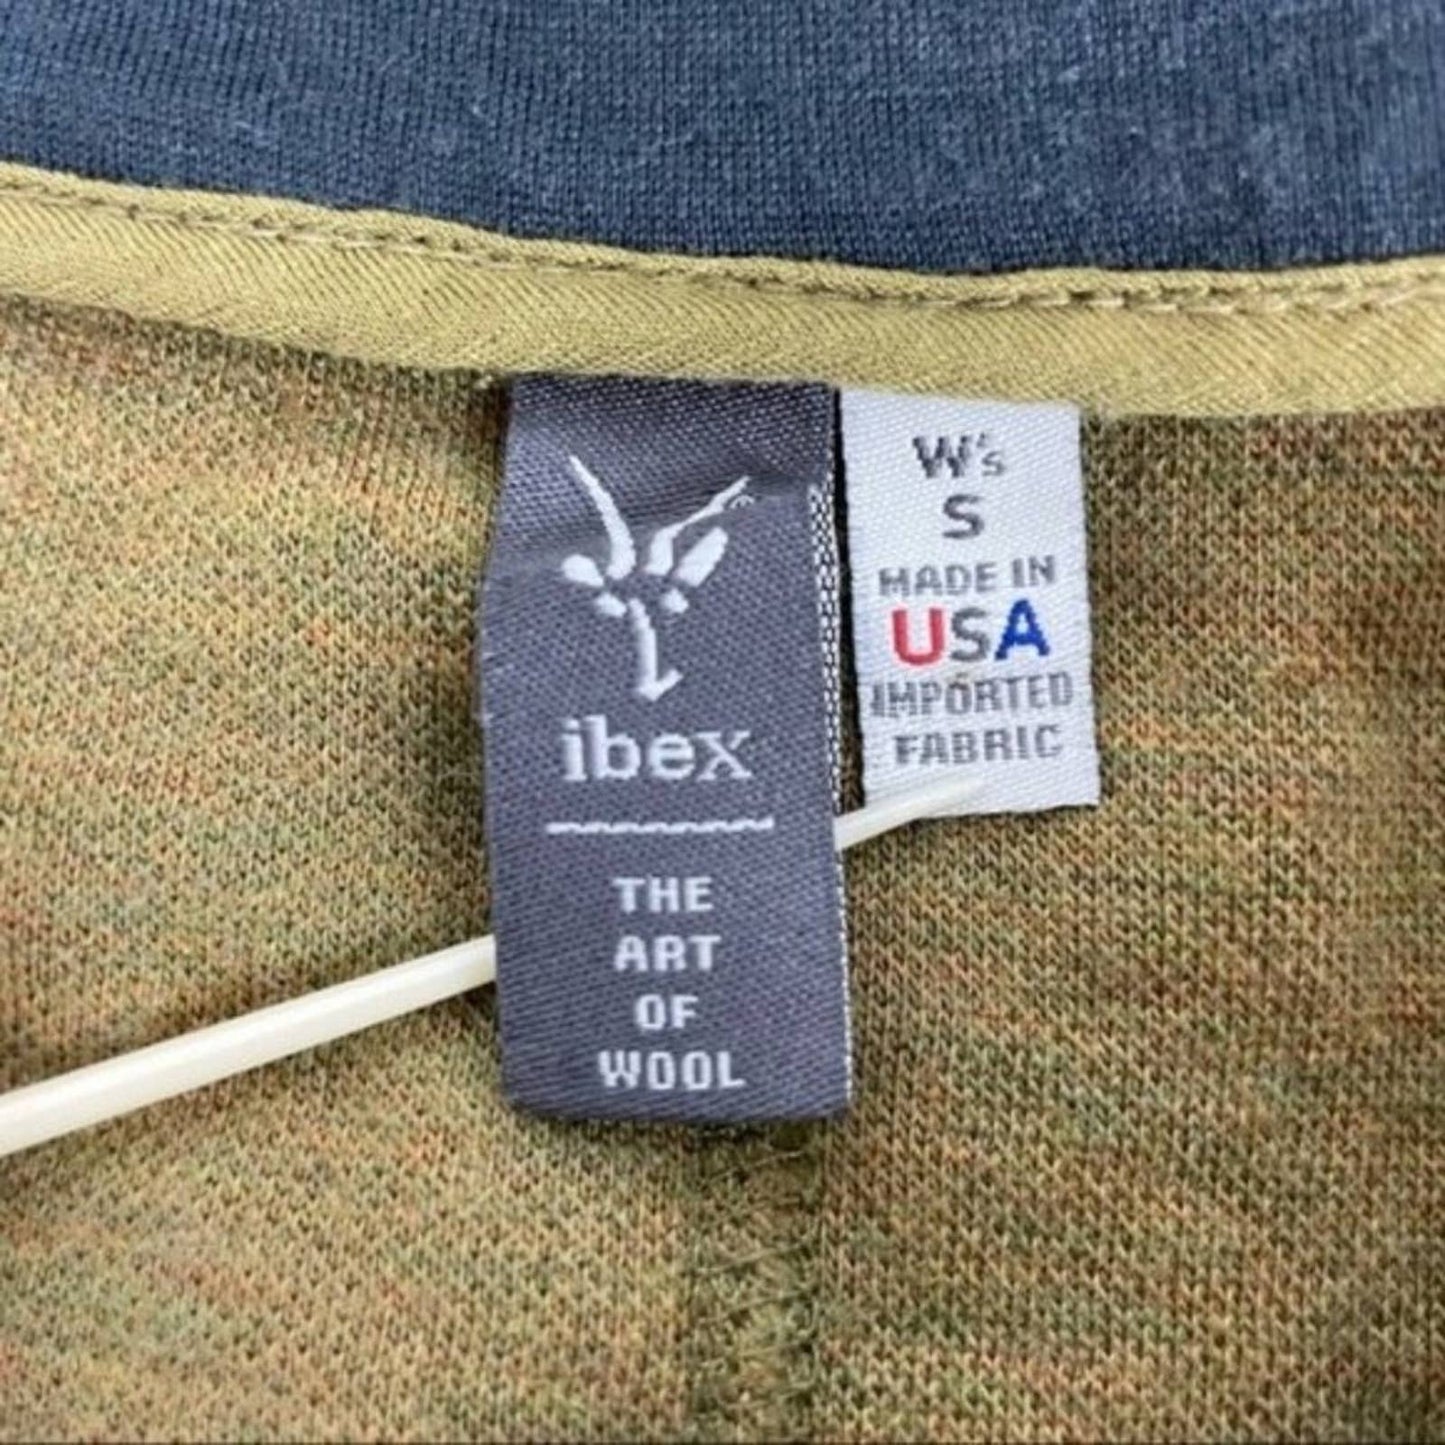 ibex
THE
ART
OF
WOOL
W's
S
MADE IN
USA
IMPORTED
FABRIC